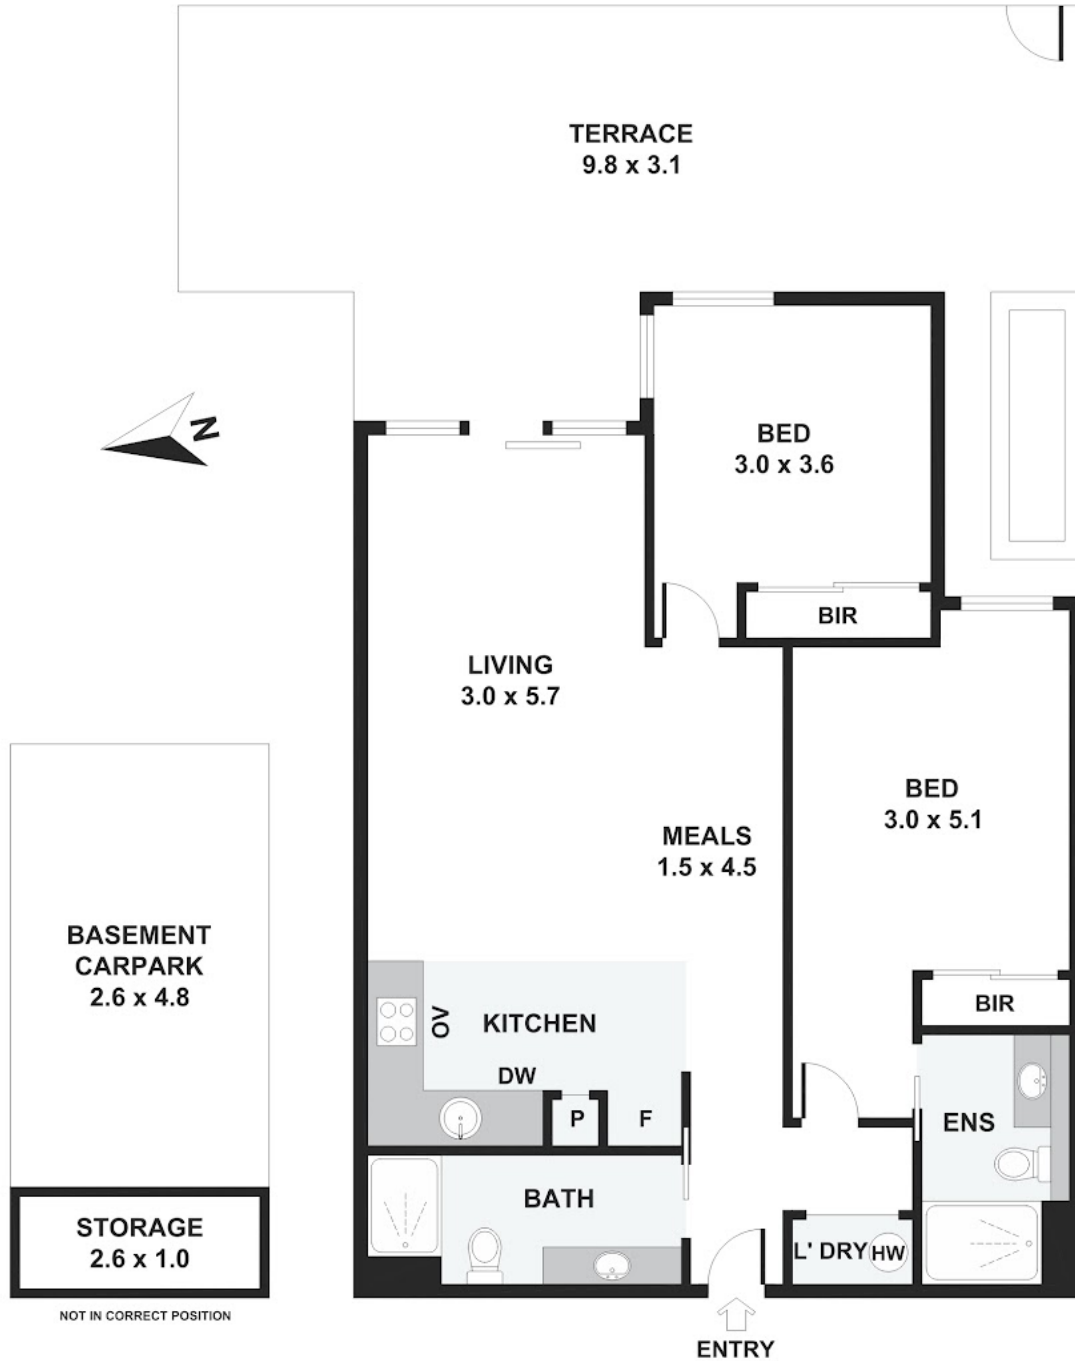 TERRACE
9.8 x 3.1
N
BED
3.0 x 3.6
BIR
LIVING
3.0 x 5.7
BED
3.0 x 5.1
MEALS
1.5 x 4.5
BASEMENT
CARPARK
2.6 x 4.8
BIR
OV
KITCHEN
DW
P
F
ENS
BATH
STORAGE
2.6 x 1.0
L' DRY
HW
NOT IN CORRECT POSITION
ENTRY